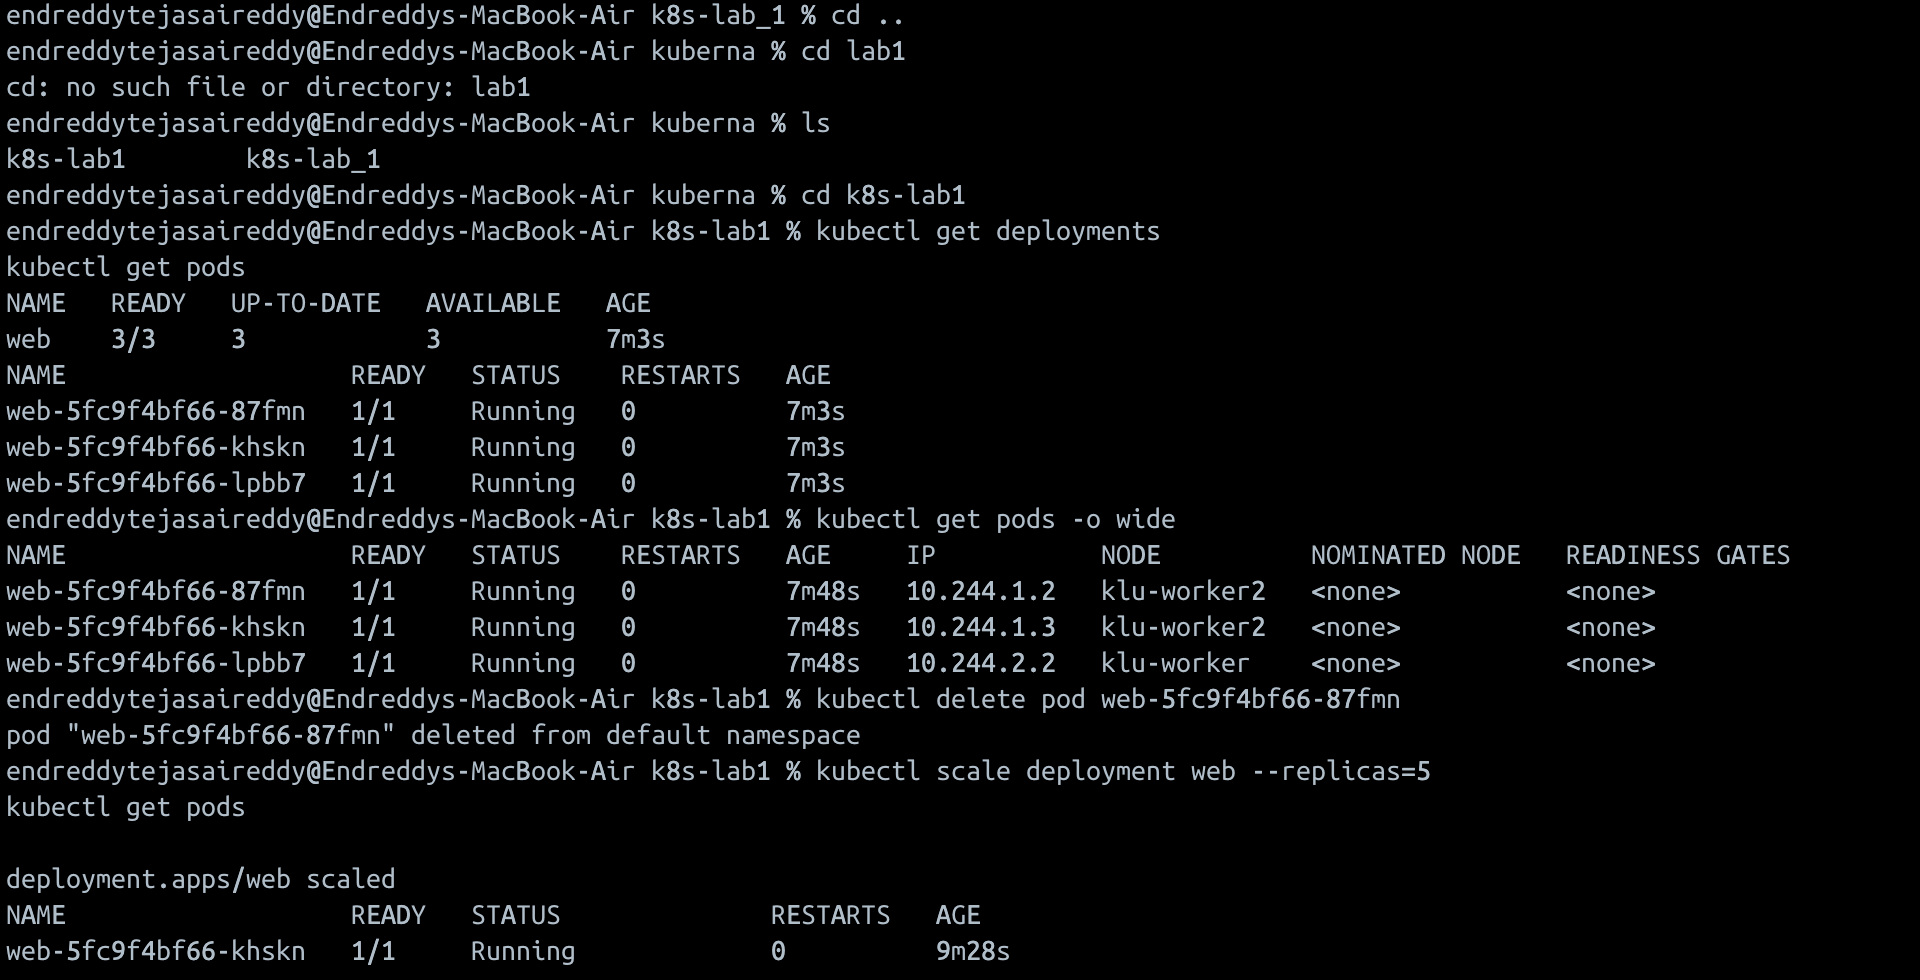 endreddytejasaireddy@Endreddys-MacBook-Air k8s-lab_1 % cd ..
endreddytejasaireddy@Endreddys-MacBook-Air kuberna % cd lab1
cd: no such file or directory: lab1
endreddytejasaireddy@Endreddys-MacBook-Air kuberna % ls
k8s-lab1        k8s-lab_1
endreddytejasaireddy@Endreddys-MacBook-Air kuberna % cd k8s-lab1
endreddytejasaireddy@Endreddys-MacBook-Air k8s-lab1 % kubectl get deployments
kubectl get pods
NAME   READY   UP-TO-DATE   AVAILABLE   AGE
web    3/3     3            3           7m3s
NAME                   READY   STATUS    RESTARTS   AGE
web-5fc9f4bf66-87fmn   1/1     Running   0          7m3s
web-5fc9f4bf66-khskn   1/1     Running   0          7m3s
web-5fc9f4bf66-lpbb7   1/1     Running   0          7m3s
endreddytejasaireddy@Endreddys-MacBook-Air k8s-lab1 % kubectl get pods -o wide
NAME                   READY   STATUS    RESTARTS   AGE     IP           NODE          NOMINATED NODE   READINESS GATES
web-5fc9f4bf66-87fmn   1/1     Running   0          7m48s   10.244.1.2   klu-worker2   <none>           <none>
web-5fc9f4bf66-khskn   1/1     Running   0          7m48s   10.244.1.3   klu-worker2   <none>           <none>
web-5fc9f4bf66-lpbb7   1/1     Running   0          7m48s   10.244.2.2   klu-worker    <none>           <none>
endreddytejasaireddy@Endreddys-MacBook-Air k8s-lab1 % kubectl delete pod web-5fc9f4bf66-87fmn
pod "web-5fc9f4bf66-87fmn" deleted from default namespace
endreddytejasaireddy@Endreddys-MacBook-Air k8s-lab1 % kubectl scale deployment web --replicas=5
kubectl get pods

deployment.apps/web scaled
NAME                   READY   STATUS              RESTARTS   AGE
web-5fc9f4bf66-khskn   1/1     Running             0          9m28s